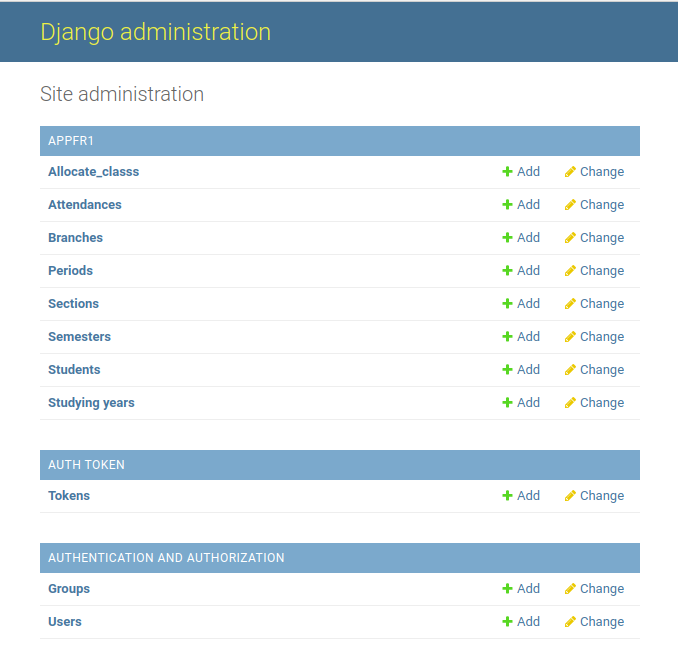 Django administration
Site administration
APPFR1
Allocate_classs Add Change
Attendances Add Change
Branches Add Change
Periods Add Change
Sections Add Change
Semesters Add Change
Students Add Change
Studying years Add Change
AUTH TOKEN
Tokens Add Change
AUTHENTICATION AND AUTHORIZATION
Groups Add Change
Users Add Change